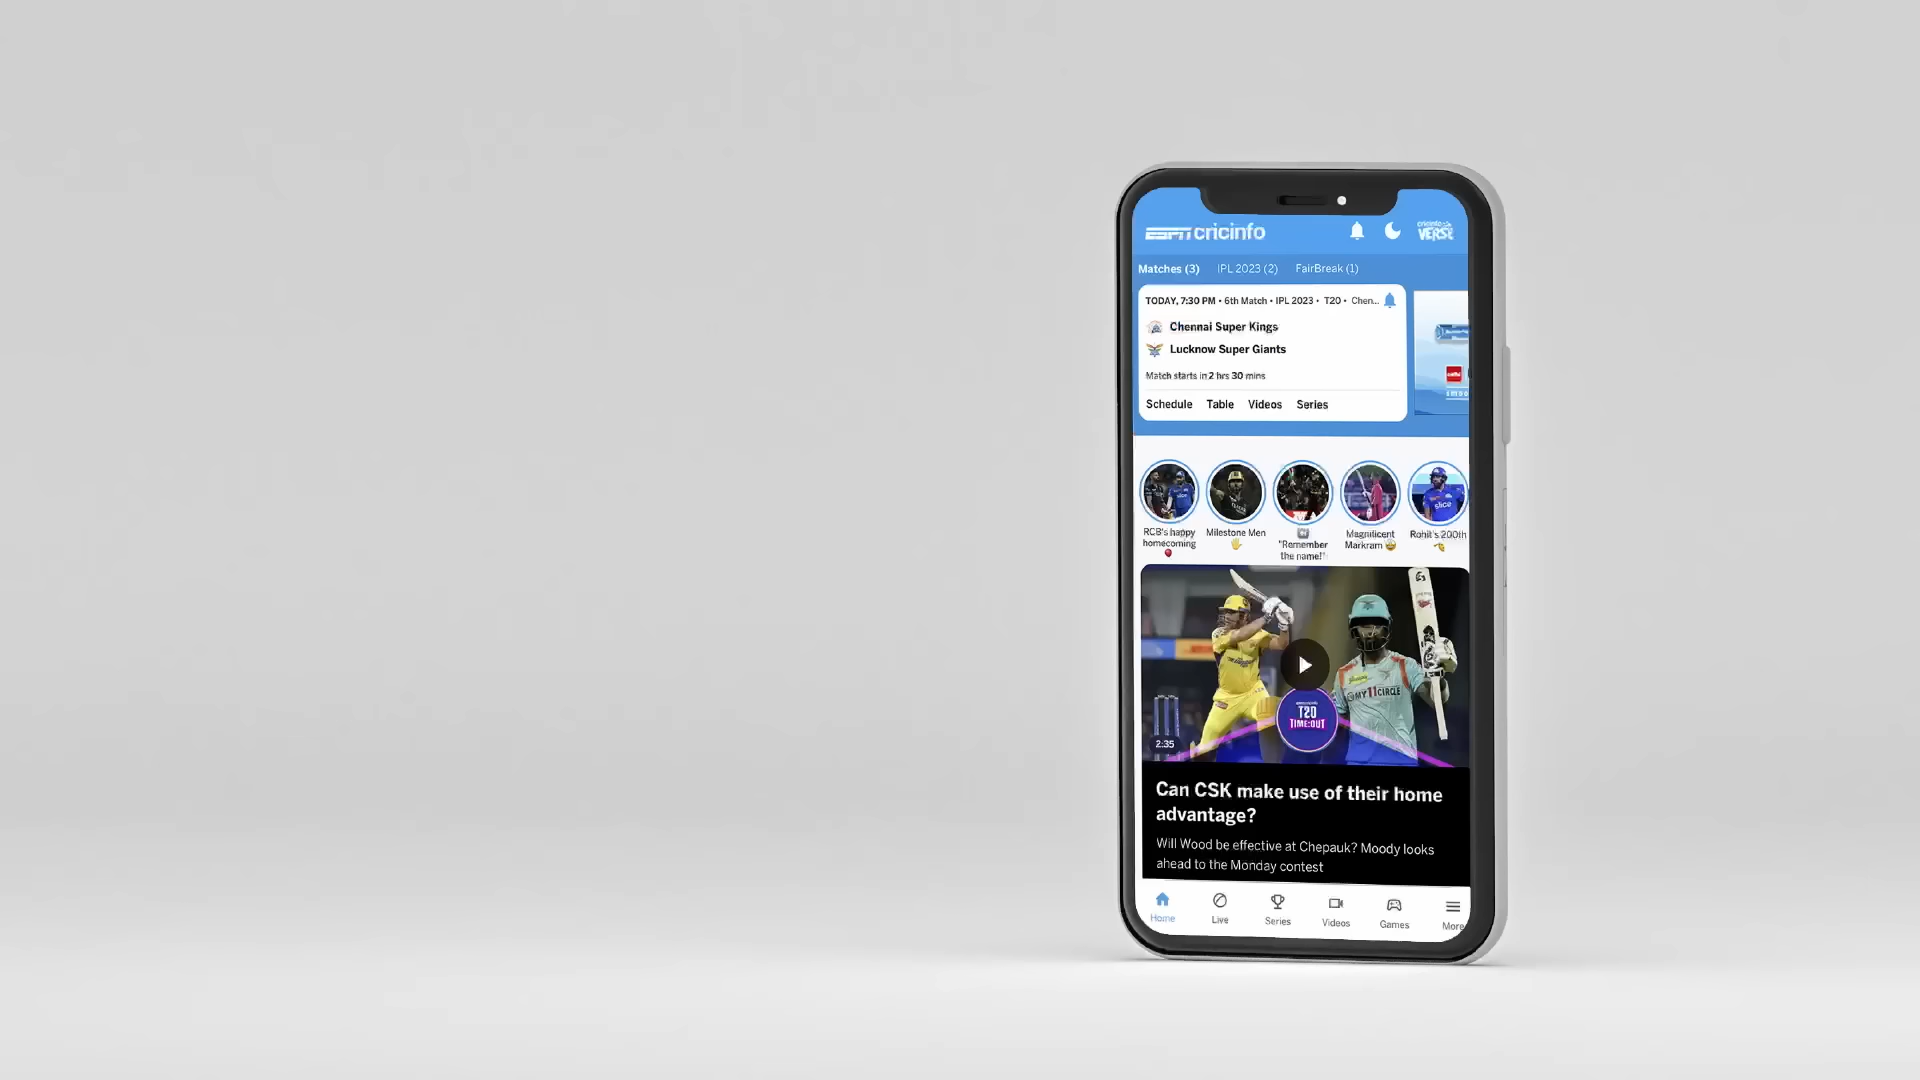 ESPN cricinfo
cricinfo VERSE
Matches (3) IPL 2023 (2) FairBreak (1)
TODAY, 7:30 PM • 6th Match • IPL 2023 • T20 • Chen...
Chennai Super Kings
Lucknow Super Giants
Match starts in 2 hrs 30 mins
Schedule Table Videos Series
RCB's happy homecoming
Milestone Men
"Remember the name!"
Magnificent Markram
Rohit's 200th
slice
MY11CIRCLE
T20
TIME:OUT
2:35
Can CSK make use of their home
advantage?
Will Wood be effective at Chepauk? Moody looks
ahead to the Monday contest
Home Live Series Videos Games More